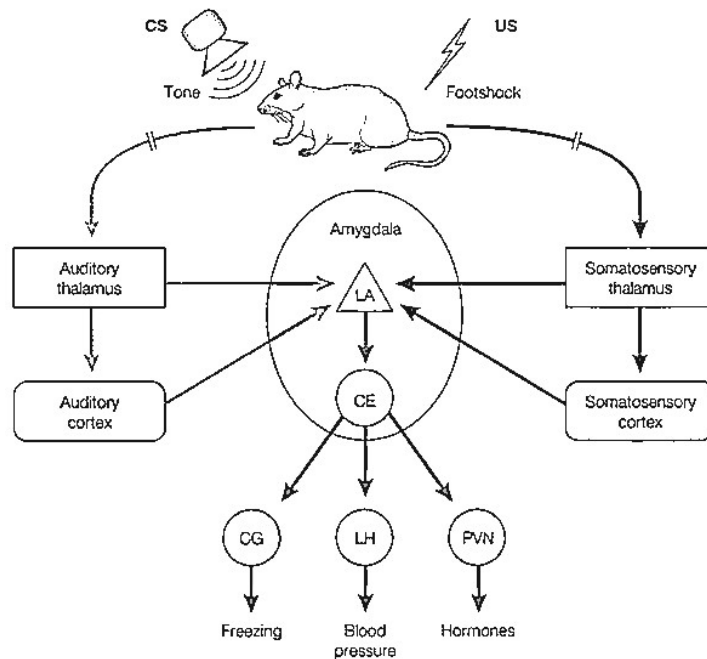 CS
US
Tone
Footshock
Amygdala
Auditory
thalamus
LA
Somatosensory
thalamus
Auditory
cortex
CE
Somatosensory
cortex
CG
LH
PVN
Freezing
Blood
pressure
Hormones